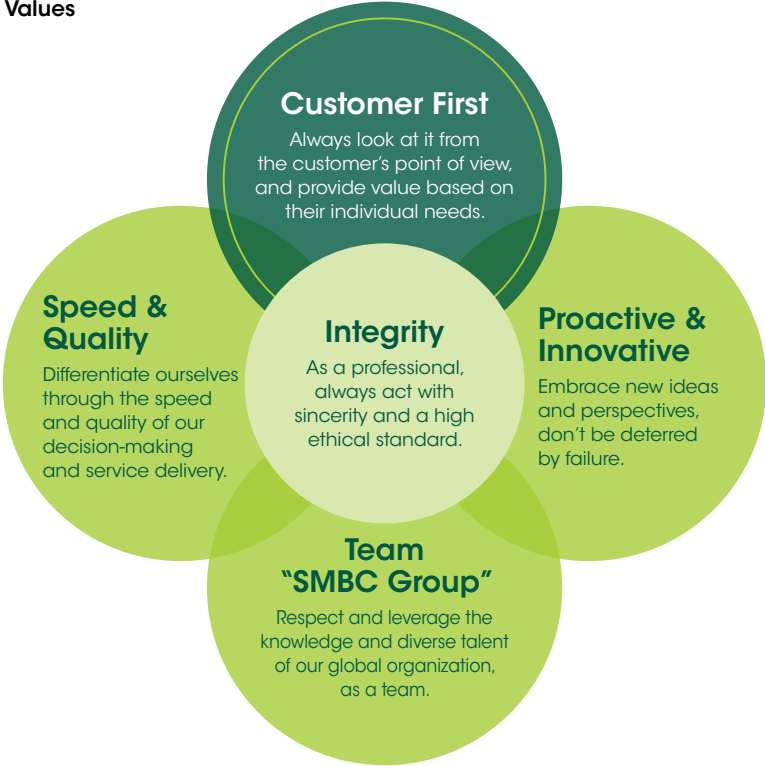 Values
Customer First
Always look at it from
the customer’s point of view,
and provide value based on
their individual needs.
Speed &
Quality
Differentiate ourselves
through the speed
and quality of our
decision-making
and service delivery.
Integrity
As a professional,
always act with
sincerity and a high
ethical standard.
Proactive &
Innovative
Embrace new ideas
and perspectives,
don’t be deterred
by failure.
Team
“SMBC Group”
Respect and leverage the
knowledge and diverse talent
of our global organization,
as a team.